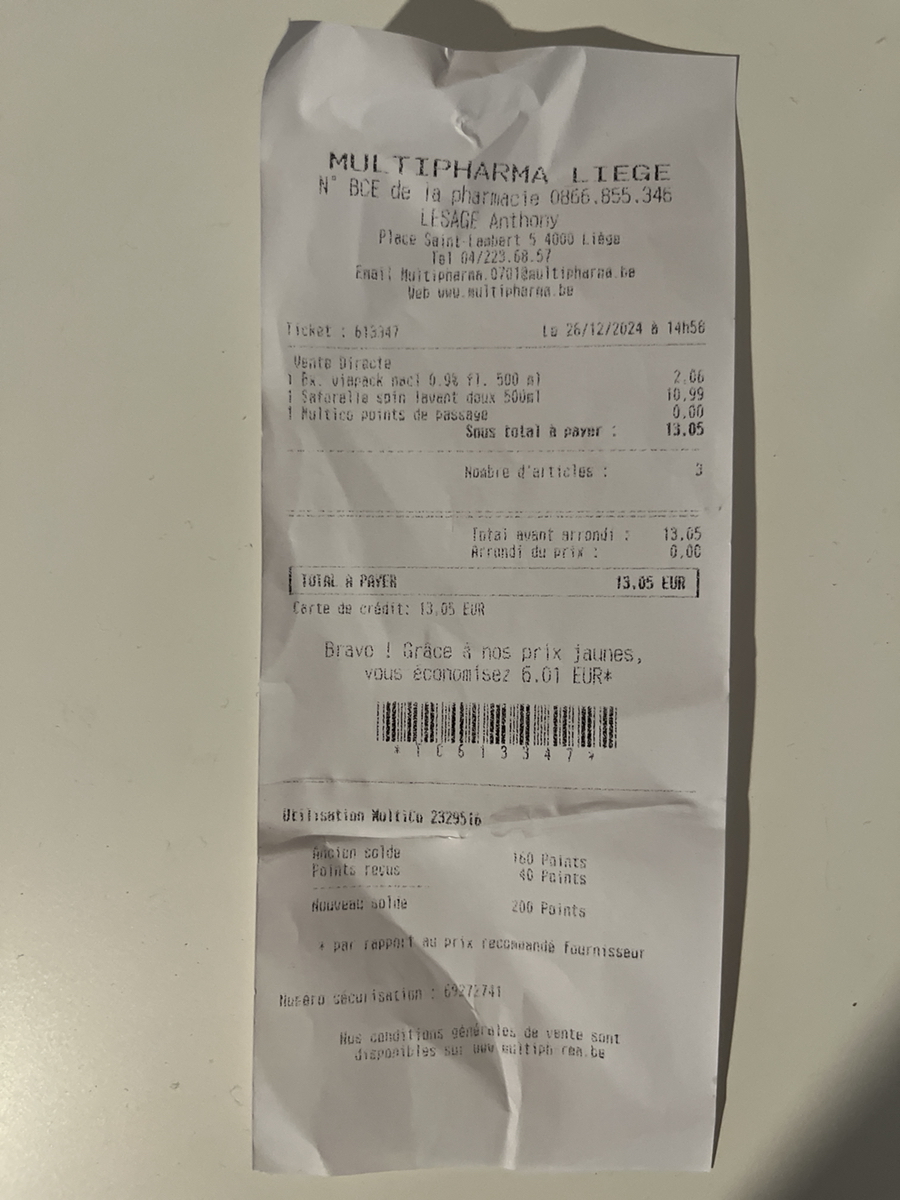 MULTIPHARMA LIEGE
N° BCE de la pharmacie 0866.855.346
LESAGE Anthony
Place Saint-Lambert 5 4000 Liège
Tel 04/223.68.57
Email Multipharma.0701@multipharma.be
Web www.multipharma.be
Ticket : 613347
Le 26/12/2024 à 14h56
Vente Directe
1 Ex. viapack nacl 0.9% fl. 500 ml 2.06
1 Saforelle soin lavant doux 500ml 10.99
1 Multico points de passage 0.00
Sous total à payer : 13.05
Nombre d'articles : 3
Total avant arrondi : 13.05
Arrondi du prix : 0.00
TOTAL A PAYER 13.05 EUR
Carte de crédit: 13.05 EUR
Bravo ! Grâce à nos prix jaunes,
vous économisez 6.01 EUR*
* T C 6 1 3 3 4 7 *
Utilisation MultiCo 2329516
Ancien solde 160 Points
Points reçus 40 Points
Nouveau solde 200 Points
* par rapport au prix recommandé fournisseur
Numéro sécurisation : 69272741
Nos conditions générales de vente sont
disponibles sur www.multiph rma.be